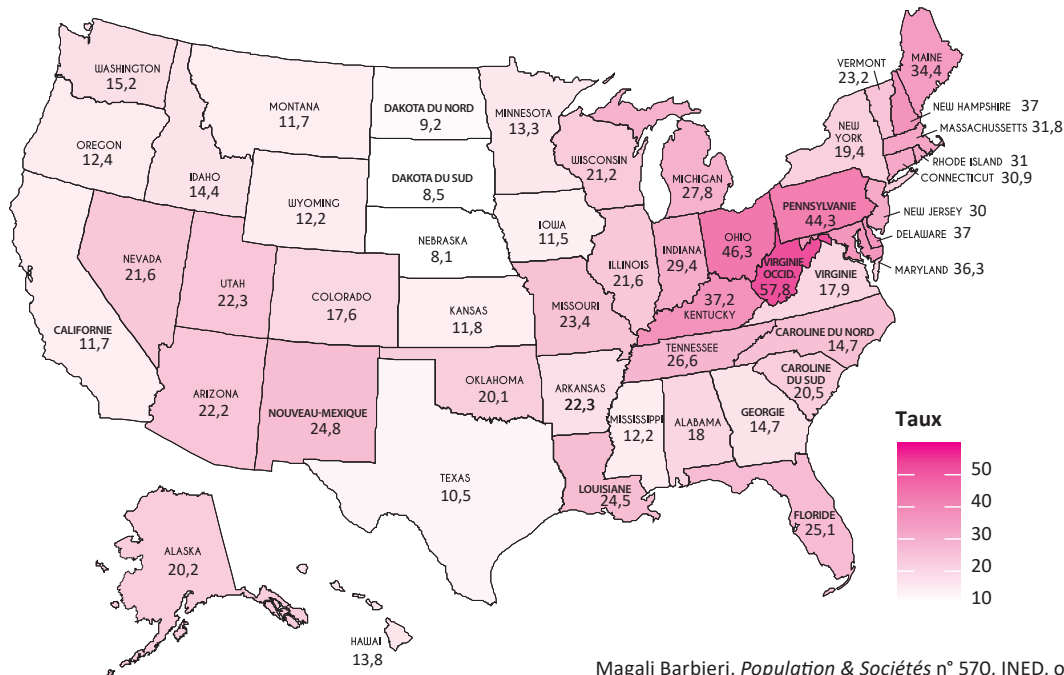 WASHINGTON
15,2
OREGON
12,4
CALIFORNIE
11,7
IDAHO
14,4
NEVADA
21,6
MONTANA
11,7
WYOMING
12,2
UTAH
22,3
COLORADO
17,6
ARIZONA
22,2
NOUVEAU-MEXIQUE
24,8
DAKOTA DU NORD
9,2
DAKOTA DU SUD
8,5
NEBRASKA
8,1
KANSAS
11,8
OKLAHOMA
20,1
TEXAS
10,5
MINNESOTA
13,3
IOWA
11,5
MISSOURI
23,4
ARKANSAS
22,3
LOUISIANE
24,5
WISCONSIN
21,2
ILLINOIS
21,6
MICHIGAN
27,8
INDIANA
29,4
OHIO
46,3
37,2
KENTUCKY
TENNESSEE
26,6
MISSISSIPPI
12,2
ALABAMA
18
GEORGIE
14,7
FLORIDE
25,1
CAROLINE
DU SUD
20,5
CAROLINE DU NORD
14,7
VIRGINIE
17,9
VIRGINIE
OCCID.
57,8
PENNSYLVANIE
44,3
NEW
YORK
19,4
VERMONT
23,2
MAINE
34,4
NEW HAMPSHIRE 37
MASSACHUSSETTS 31,8
RHODE ISLAND 31
CONNECTICUT 30,9
NEW JERSEY 30
DELAWARE 37
MARYLAND 36,3
ALASKA
20,2
HAWAI
13,8
Taux
50
40
30
20
10
Magali Barbieri, Population & Sociétés n° 570, INED, o